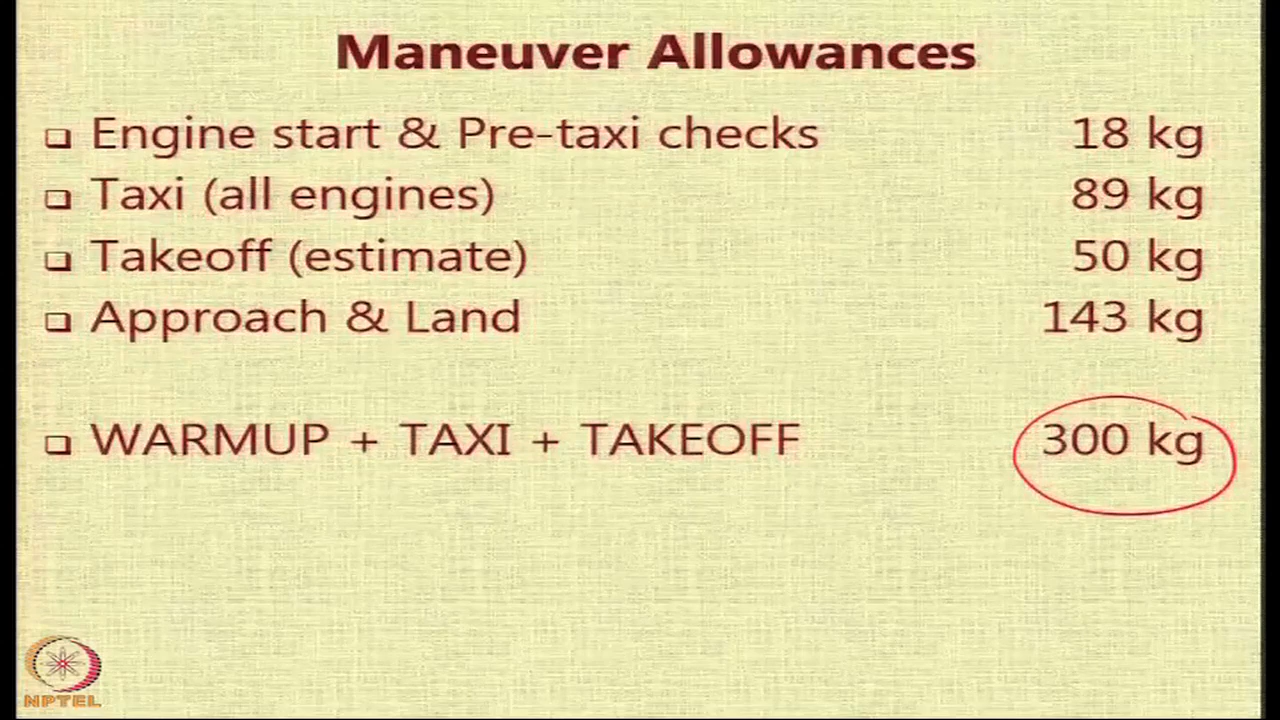 Maneuver Allowances
❑ Engine start & Pre-taxi checks 18 kg
❑ Taxi (all engines) 89 kg
❑ Takeoff (estimate) 50 kg
❑ Approach & Land 143 kg
❑ WARMUP + TAXI + TAKEOFF 300 kg
NPTEL